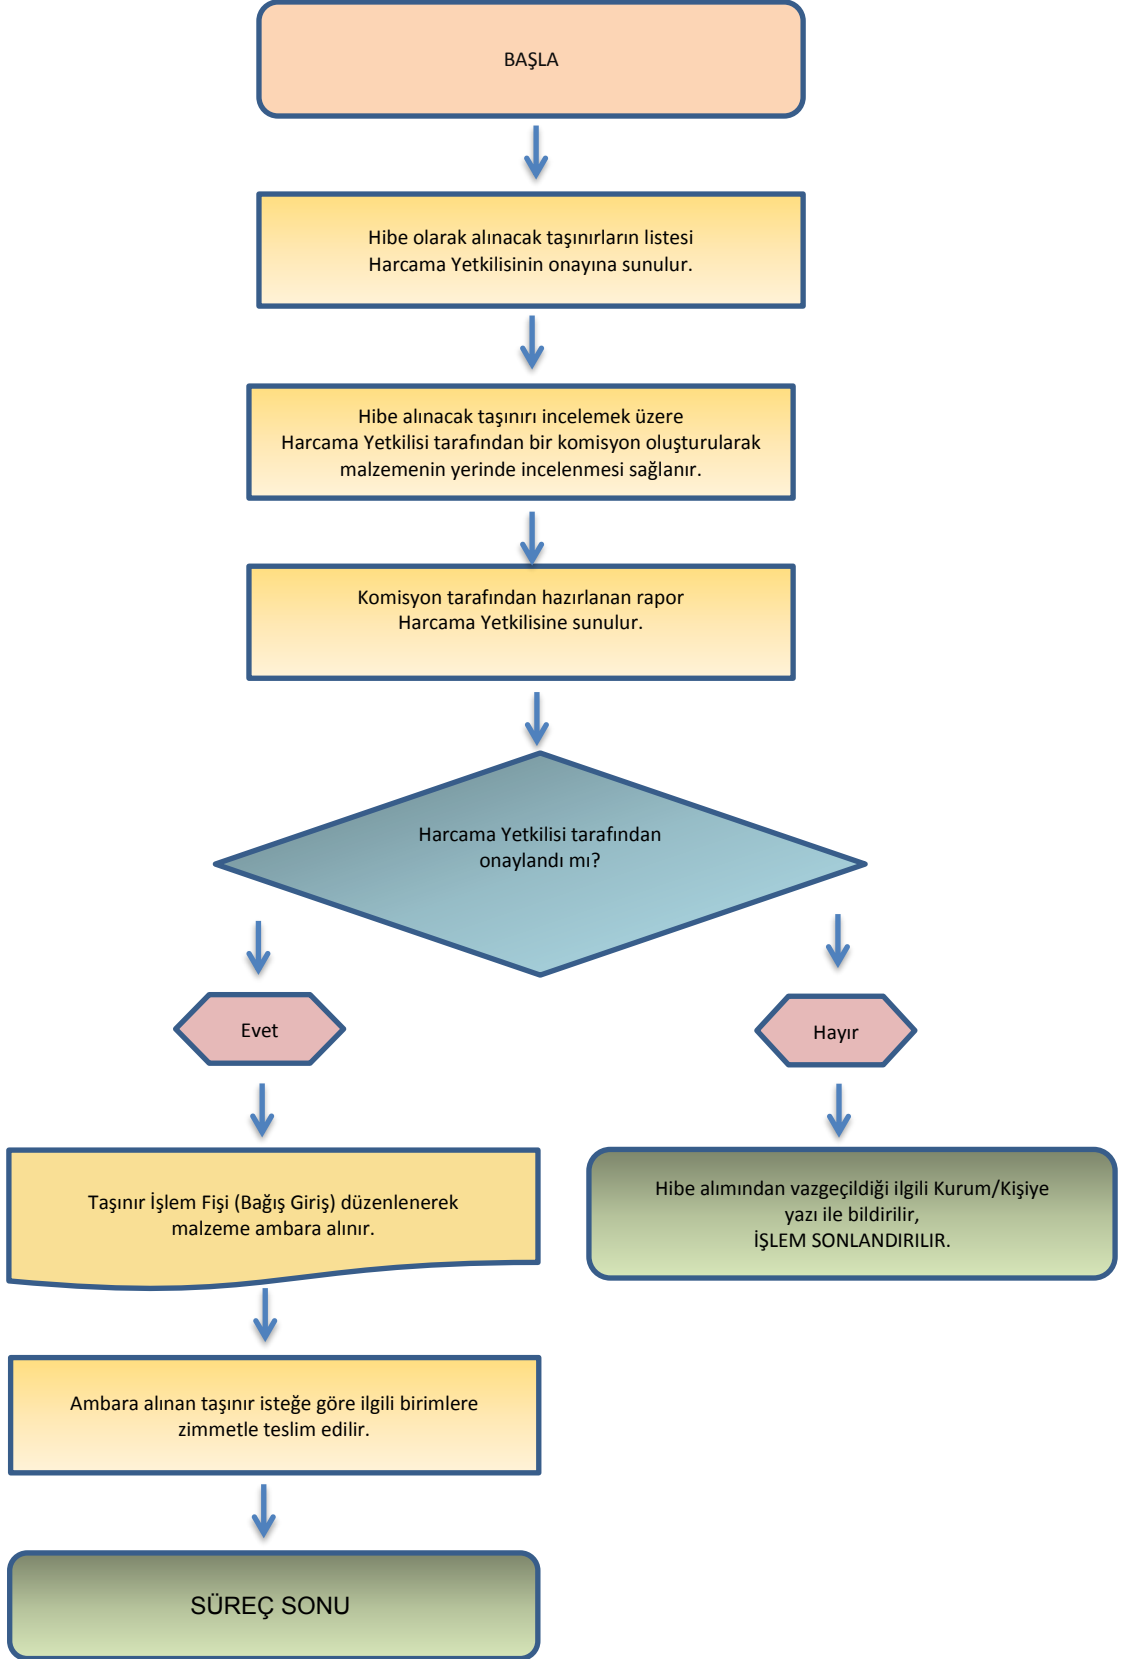 BAŞLA
Hibe olarak alınacak taşınırların listesi
Harcama Yetkilisinin onayına sunulur.
Hibe alınacak taşınırı incelemek üzere
Harcama Yetkilisi tarafından bir komisyon oluşturularak
malzemenin yerinde incelenmesi sağlanır.
Komisyon tarafından hazırlanan rapor
Harcama Yetkilisine sunulur.
Harcama Yetkilisi tarafından
onaylandı mı?
Evet
Hayır
Taşınır İşlem Fişi (Bağış Giriş) düzenlenerek
malzeme ambara alınır.
Hibe alımından vazgeçildiği ilgili Kurum/Kişiye
yazı ile bildirilir,
İŞLEM SONLANDIRILIR.
Ambara alınan taşınır isteğe göre ilgili birimlere
zimmetle teslim edilir.
SÜREÇ SONU